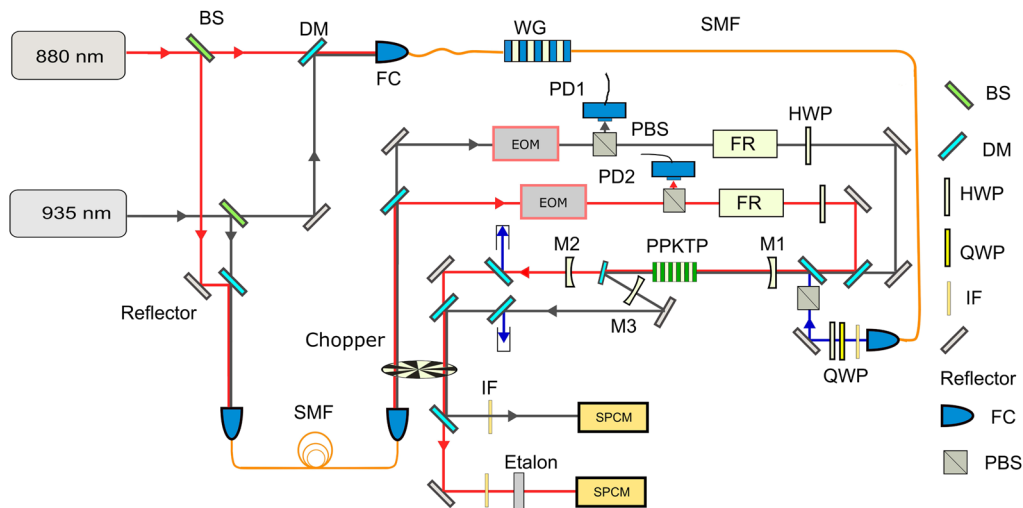 BS
DM
WG
SMF
880 nm
FC
PD1
PBS
HWP
BS
EOM
FR
DM
PD2
935 nm
EOM
FR
HWP
M2
PPKTP
M1
QWP
Reflector
M3
IF
Chopper
QWP
IF
Reflector
SMF
SPCM
FC
Etalon
SPCM
PBS